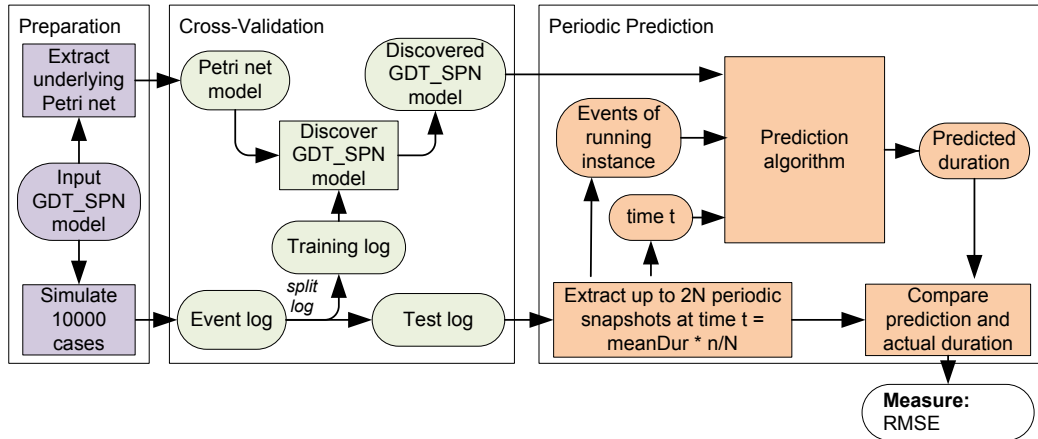 Preparation
Extract
underlying
Petri net
Input
GDT_SPN
model
Simulate
10000
cases
Cross-Validation
Petri net
model
Discovered
GDT_SPN
model
Discover
GDT_SPN
model
Training log
split
log
Event log
Test log
Periodic Prediction
Events of
running
instance
time t
Prediction
algorithm
Predicted
duration
Extract up to 2N periodic
snapshots at time t =
meanDur * n/N
Compare
prediction and
actual duration
Measure:
RMSE